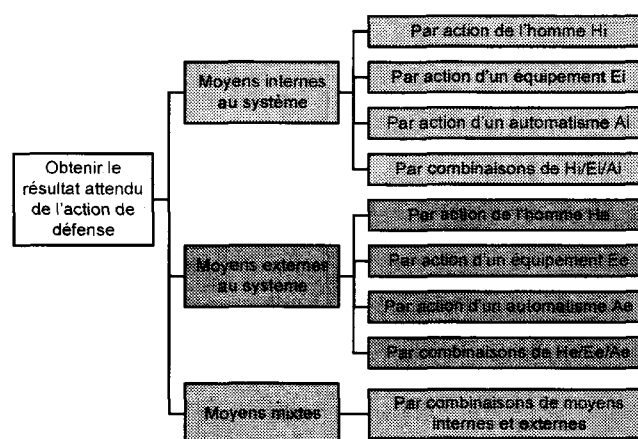 Obtenir le
résultat attendu
de l'action de
défense
Moyens internes
au système
Par action de l'homme Hi
Par action d'un équipement Ei
Par action d'un automatisme Ai
Par combinaisons de Hi/Ei/Ai
Moyens externes
au système
Par action de l'homme He
Par action d'un équipement Ee
Par action d'un automatisme Ae
Par combinaisons de He/Ee/Ae
Moyens mixtes
Par combinaisons de moyens
internes et externes